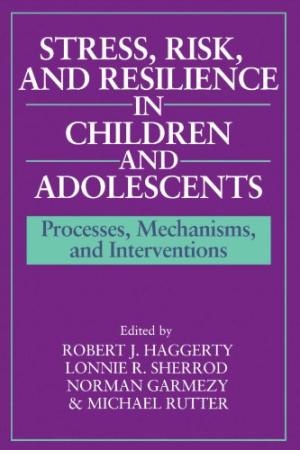 STRESS, RISK,
AND RESILIENCE
IN
CHILDREN
AND
ADOLESCENTS
Processes, Mechanisms,
and Interventions
Edited by
ROBERT J. HAGGERTY
LONNIE R. SHERROD
NORMAN GARMEZY
& MICHAEL RUTTER